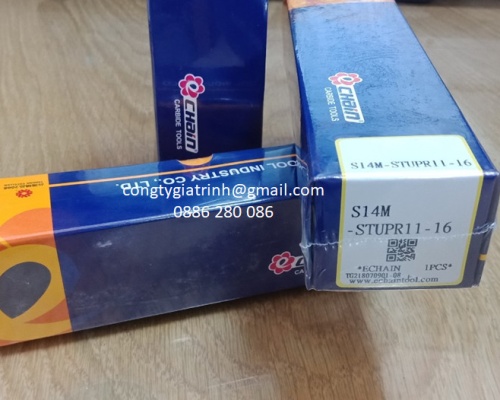 CHAIN
CARBIDE TOOLS
CHAIN
CARBIDE TOOLS
TOOL INDUSTRY CO., LTD.
congtygiatrinh@gmail.com
0886 280 086
CHAIN
S14M-STUPR11-16
S14M
-STUPR11-16
*ECHAIN 1PCS*
www.echaintool.com